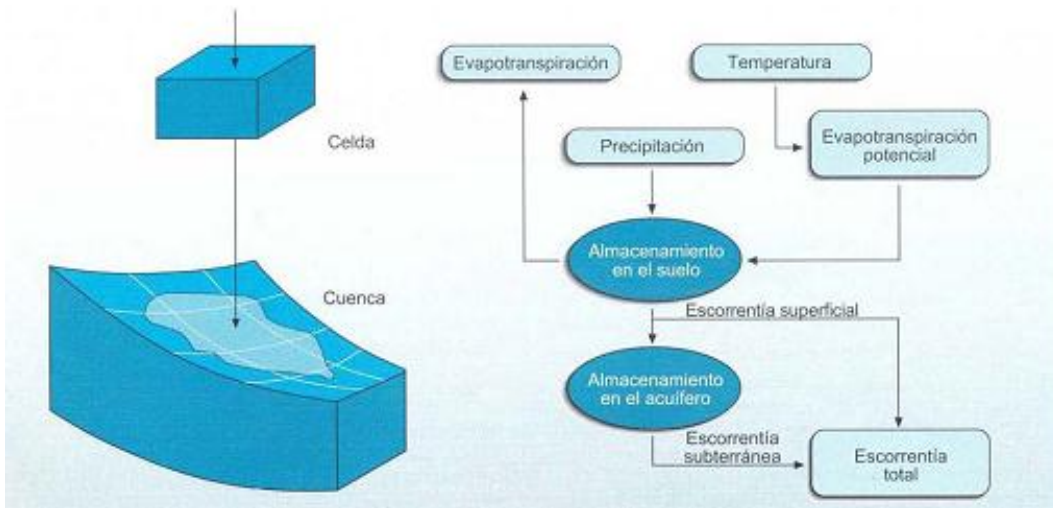 Celda
Cuenca
Evapotranspiración
Temperatura
Precipitación
Evapotranspiración
potencial
Almacenamiento
en el suelo
Escorrentía superficial
Almacenamiento
en el acuífero
Escorrentía
subterránea
Escorrentía
total